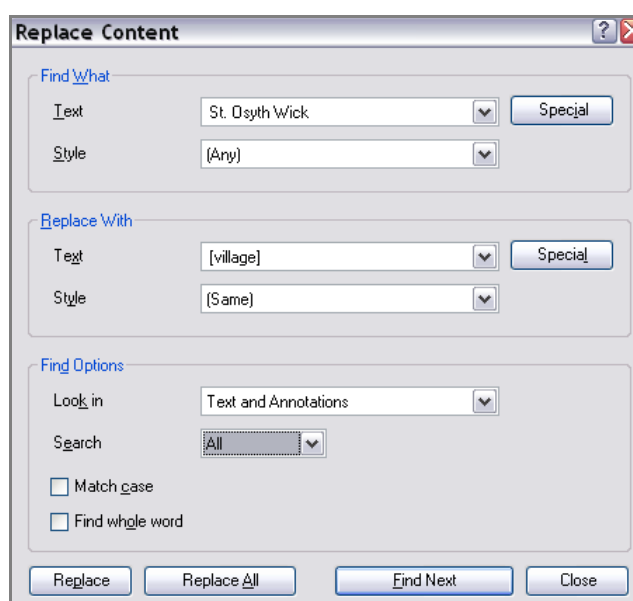 Replace Content
Find What
Text St. Osyth Wick Special
Style (Any)
Replace With
Text [village] Special
Style (Same)
Find Options
Look in Text and Annotations
Search All
Match case
Find whole word
Replace Replace All Find Next Close